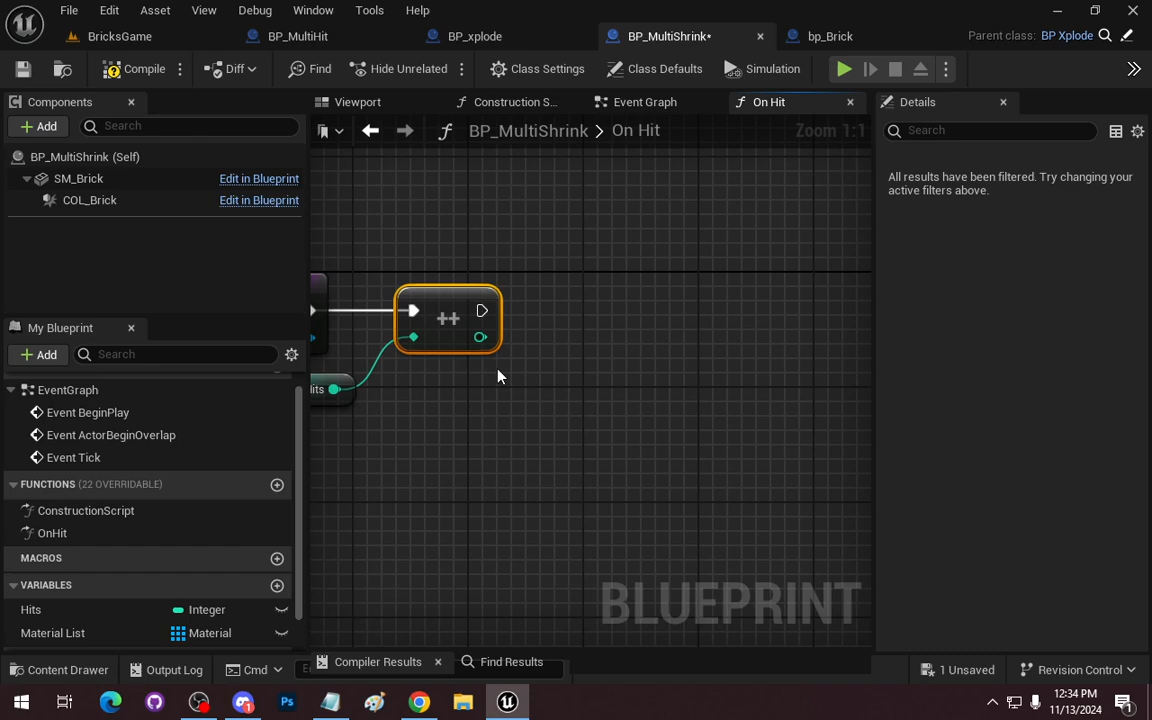 File Edit Asset View Debug Window Tools Help
BricksGame BP_MultiHit BP_xplode BP_MultiShrink* bp_Brick Parent class: BP Xplode
Compile Diff Find Hide Unrelated Class Settings Class Defaults Simulation
Components
Viewport Construction S... Event Graph On Hit
Details
Add Search
BP_MultiShrink > On Hit Zoom 1:1
Search
BP_MultiShrink (Self)
SM_Brick Edit in Blueprint
COL_Brick Edit in Blueprint
All results have been filtered. Try changing your
active filters above.
++
My Blueprint
Add Search
EventGraph
Event BeginPlay
Event ActorBeginOverlap
Event Tick
FUNCTIONS (22 OVERRIDABLE)
ConstructionScript
OnHit
MACROS
VARIABLES
Hits Integer
Material List Material
BLUEPRINT
Content Drawer Output Log Cmd Compiler Results Find Results 1 Unsaved Revision Control
12:34 PM
11/13/2024